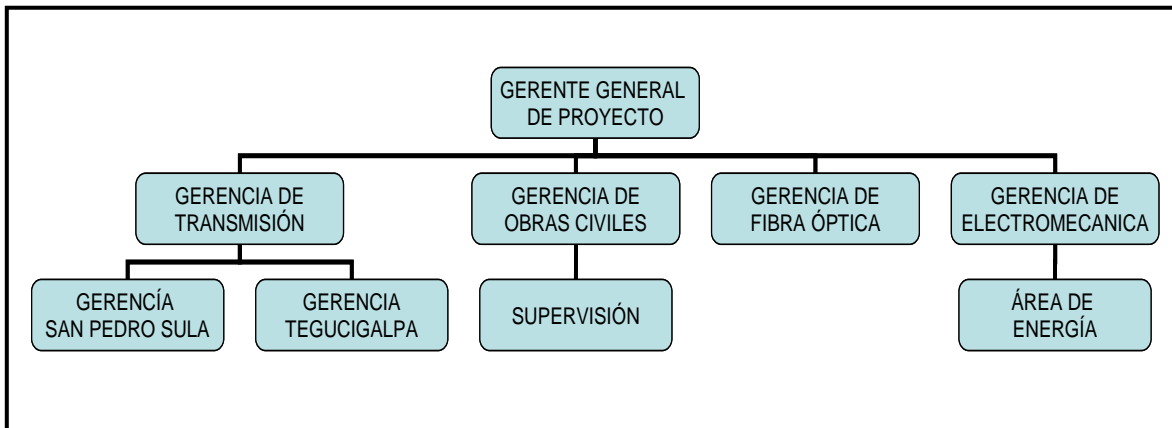 GERENTE GENERAL
DE PROYECTO
GERENCIA DE
TRANSMISIÓN
GERENCIA DE
OBRAS CIVILES
GERENCIA DE
FIBRA ÓPTICA
GERENCIA DE
ELECTROMECANICA
GERENCÍA
SAN PEDRO SULA
GERENCIA
TEGUCIGALPA
SUPERVISIÓN
ÁREA DE
ENERGÍA